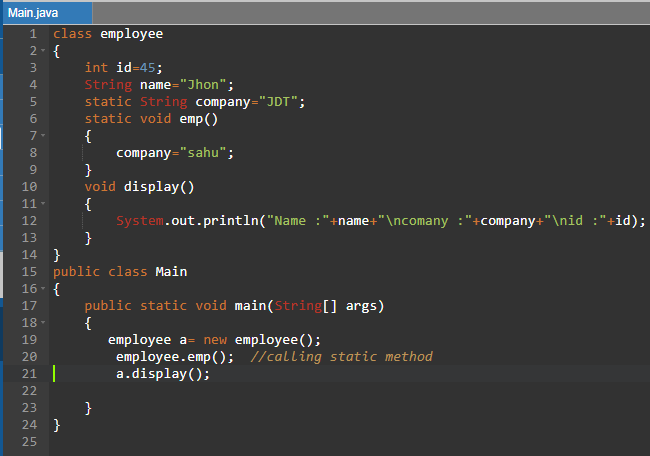 Main.java
1 class employee
2 {
3     int id=45;
4     String name="Jhon";
5     static String company="JDT";
6     static void emp()
7     {
8         company="sahu";
9     }
10     void display()
11     {
12         System.out.println("Name :"+name+"\ncomany :"+company+"\nid :"+id);
13     }
14 }
15 public class Main
16 {
17     public static void main(String[] args)
18     {
19        employee a= new employee();
20         employee.emp();  //calling static method
21         a.display();
22
23     }
24 }
25